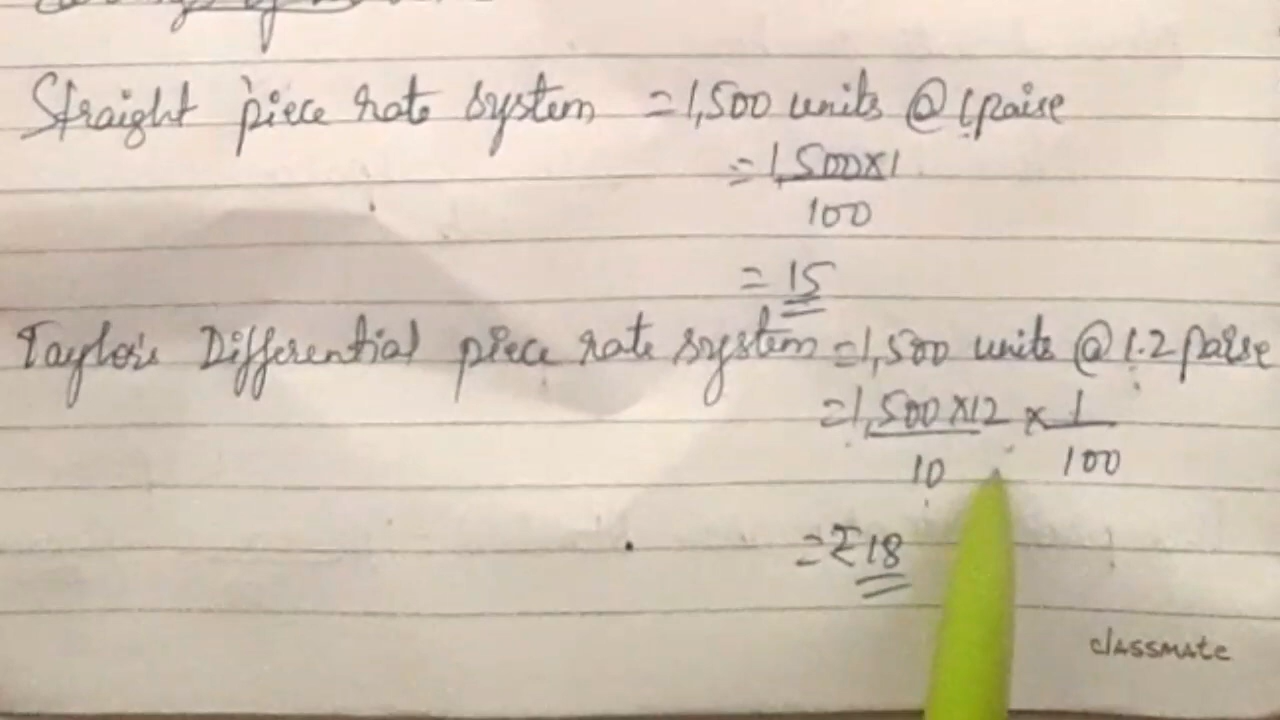 Straight piece rate system = 1,500 units @ 1 paise
= 1,500×1
100
= 15
Taylor's Differential piece rate system = 1,500 units @ 1.2 paise
= 1,500×12 × 1
10 100
= ₹18
classmate